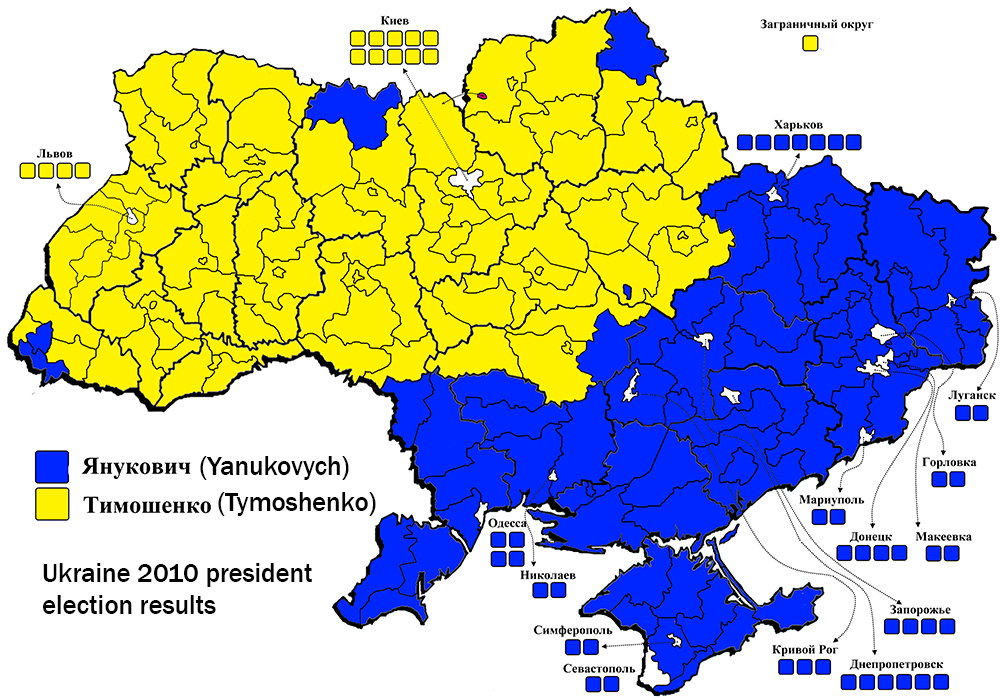 Киев
Заграничный округ
Харьков
Львов
Луганск
Янукович (Yanukovych)
Горловка
Тимошенко (Tymoshenko)
Мариуполь
Одесса
Донецк
Макеевка
Ukraine 2010 president
election results
Николаев
Запорожье
Симферополь
Кривой Рог
Севастополь
Днепропетровск